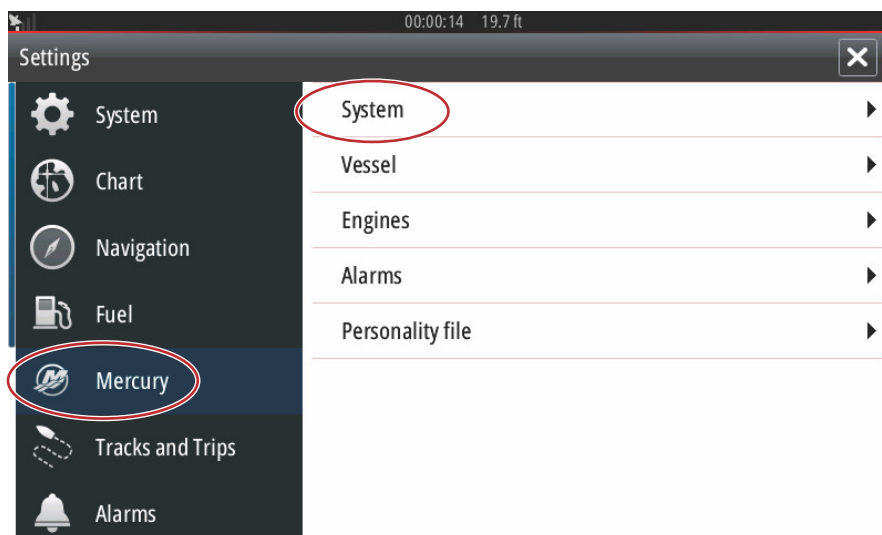 00:00:14 19.7 ft
Settings
System
Chart
Navigation
Fuel
Mercury
Tracks and Trips
Alarms
System
Vessel
Engines
Alarms
Personality file